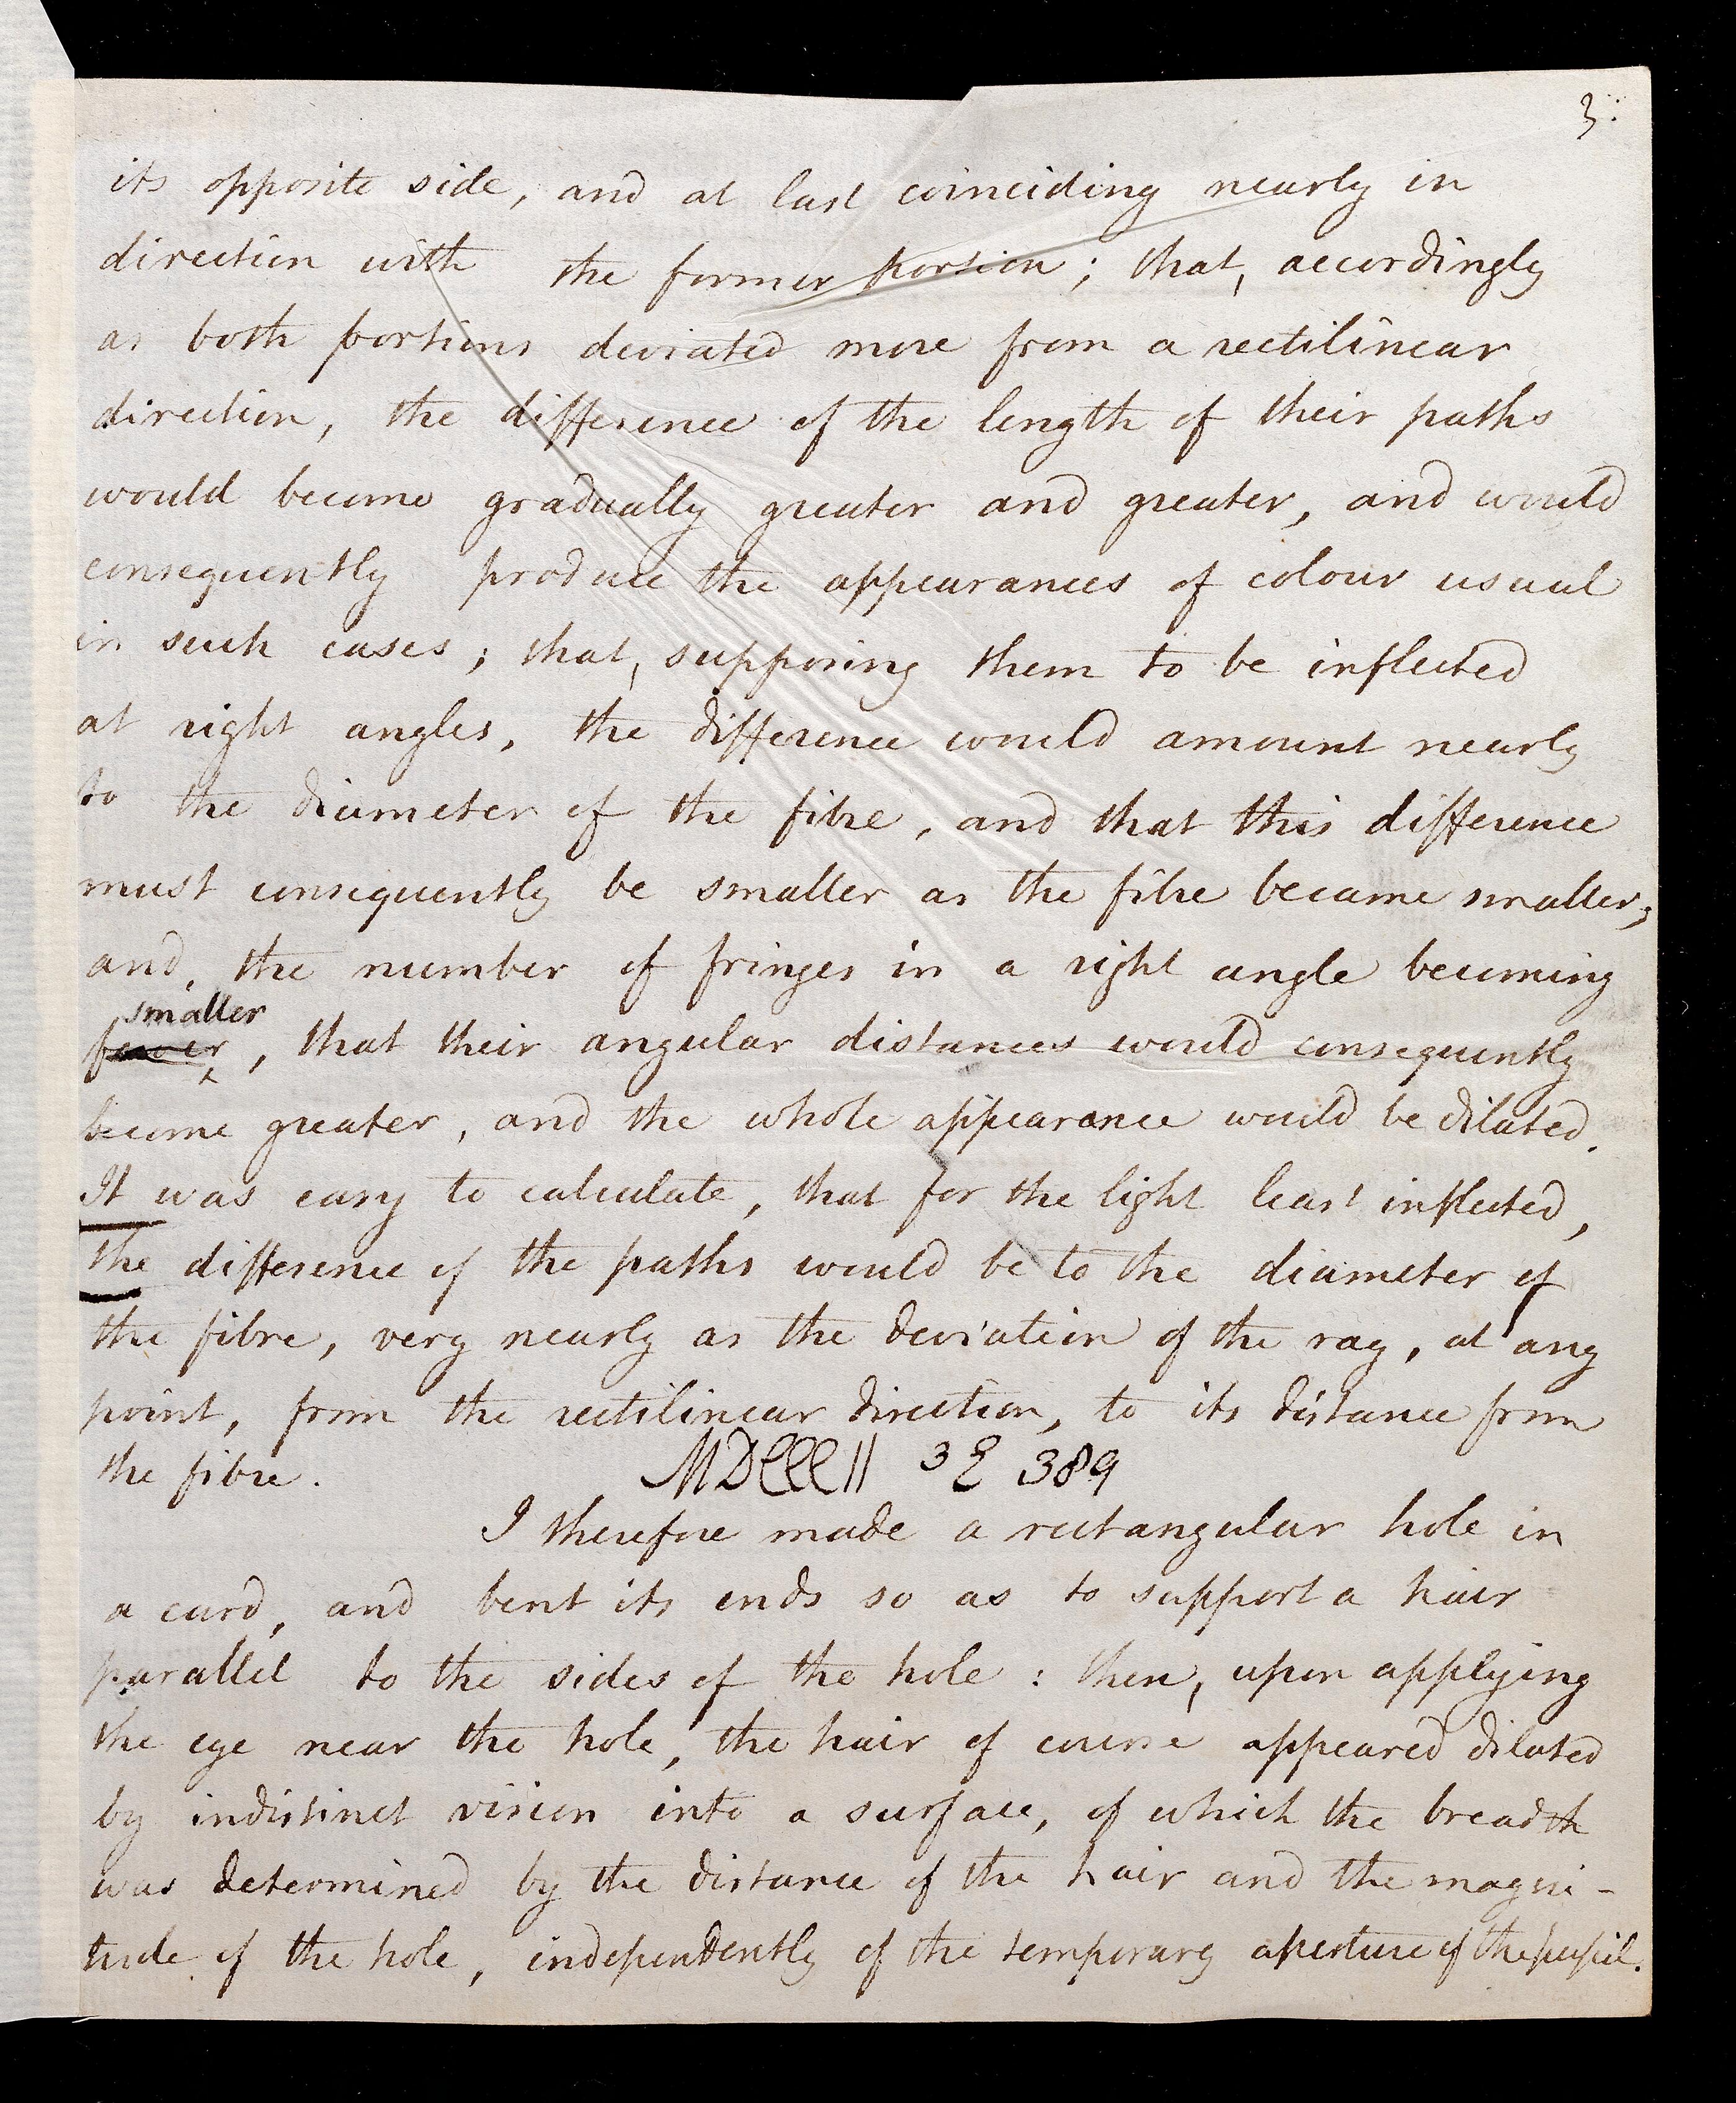 3.
its opposite side, and at last coinciding nearly in
direction with the former portion; that, accordingly
as both portions deviated more from a rectilinear
direction, the difference of the length of their paths
would become gradually greater and greater, and would
consequently produce the appearances of colour usual
in such cases; that, supposing them to be inflected
at right angles, the difference would amount nearly
to the diameter of the fibre, and that this difference
must consequently be smaller as the fibre became smaller;
and, the number of fringes in a right angle becoming
smaller
fewer, that their angular distances would consequently
become greater, and the whole appearance would be dilated.
It was easy to calculate, that for the light least inflected,
the difference of the paths would be to the diameter of
the fibre, very nearly as the deviation of the ray, at any
point, from the rectilinear direction, to its distance from
the fibre. MDCCCII 3E 389
I therefore made a rectangular hole in
a card, and bent its ends so as to support a hair
parallel to the sides of the hole: then, upon applying
the eye near the hole, the hair of course appeared dilated
by indistinct vision into a surface, of which the breadth
was determined by the distance of the hair and the magni-
tude of the hole, independently of the temporary aperture of the pupil.